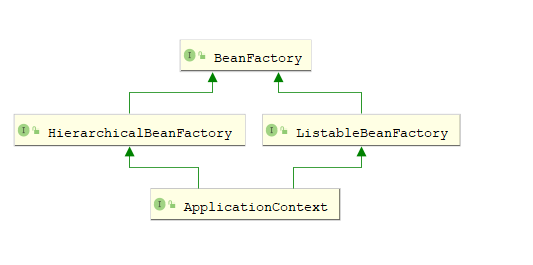 I BeanFactory
I HierarchicalBeanFactory
I ListableBeanFactory
I ApplicationContext